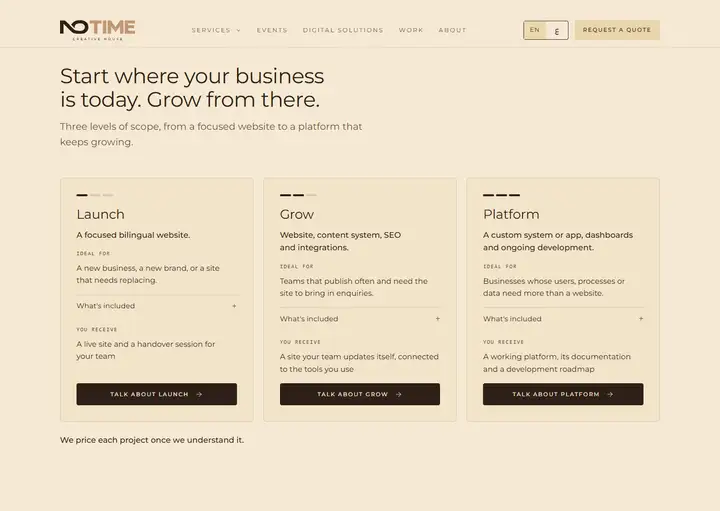 NOTIME
CREATIVE HOUSE
SERVICES
EVENTS
DIGITAL SOLUTIONS
WORK
ABOUT
EN
ع
REQUEST A QUOTE
Start where your business
is today. Grow from there.
Three levels of scope, from a focused website to a platform that
keeps growing.
Launch
A focused bilingual website.
IDEAL FOR
A new business, a new brand, or a site
that needs replacing.
What's included +
YOU RECEIVE
A live site and a handover session for
your team
TALK ABOUT LAUNCH →
Grow
Website, content system, SEO
and integrations.
IDEAL FOR
Teams that publish often and need the
site to bring in enquiries.
What's included +
YOU RECEIVE
A site your team updates itself, connected
to the tools you use
TALK ABOUT GROW →
Platform
A custom system or app, dashboards
and ongoing development.
IDEAL FOR
Businesses whose users, processes or
data need more than a website.
What's included +
YOU RECEIVE
A working platform, its documentation
and a development roadmap
TALK ABOUT PLATFORM →
We price each project once we understand it.